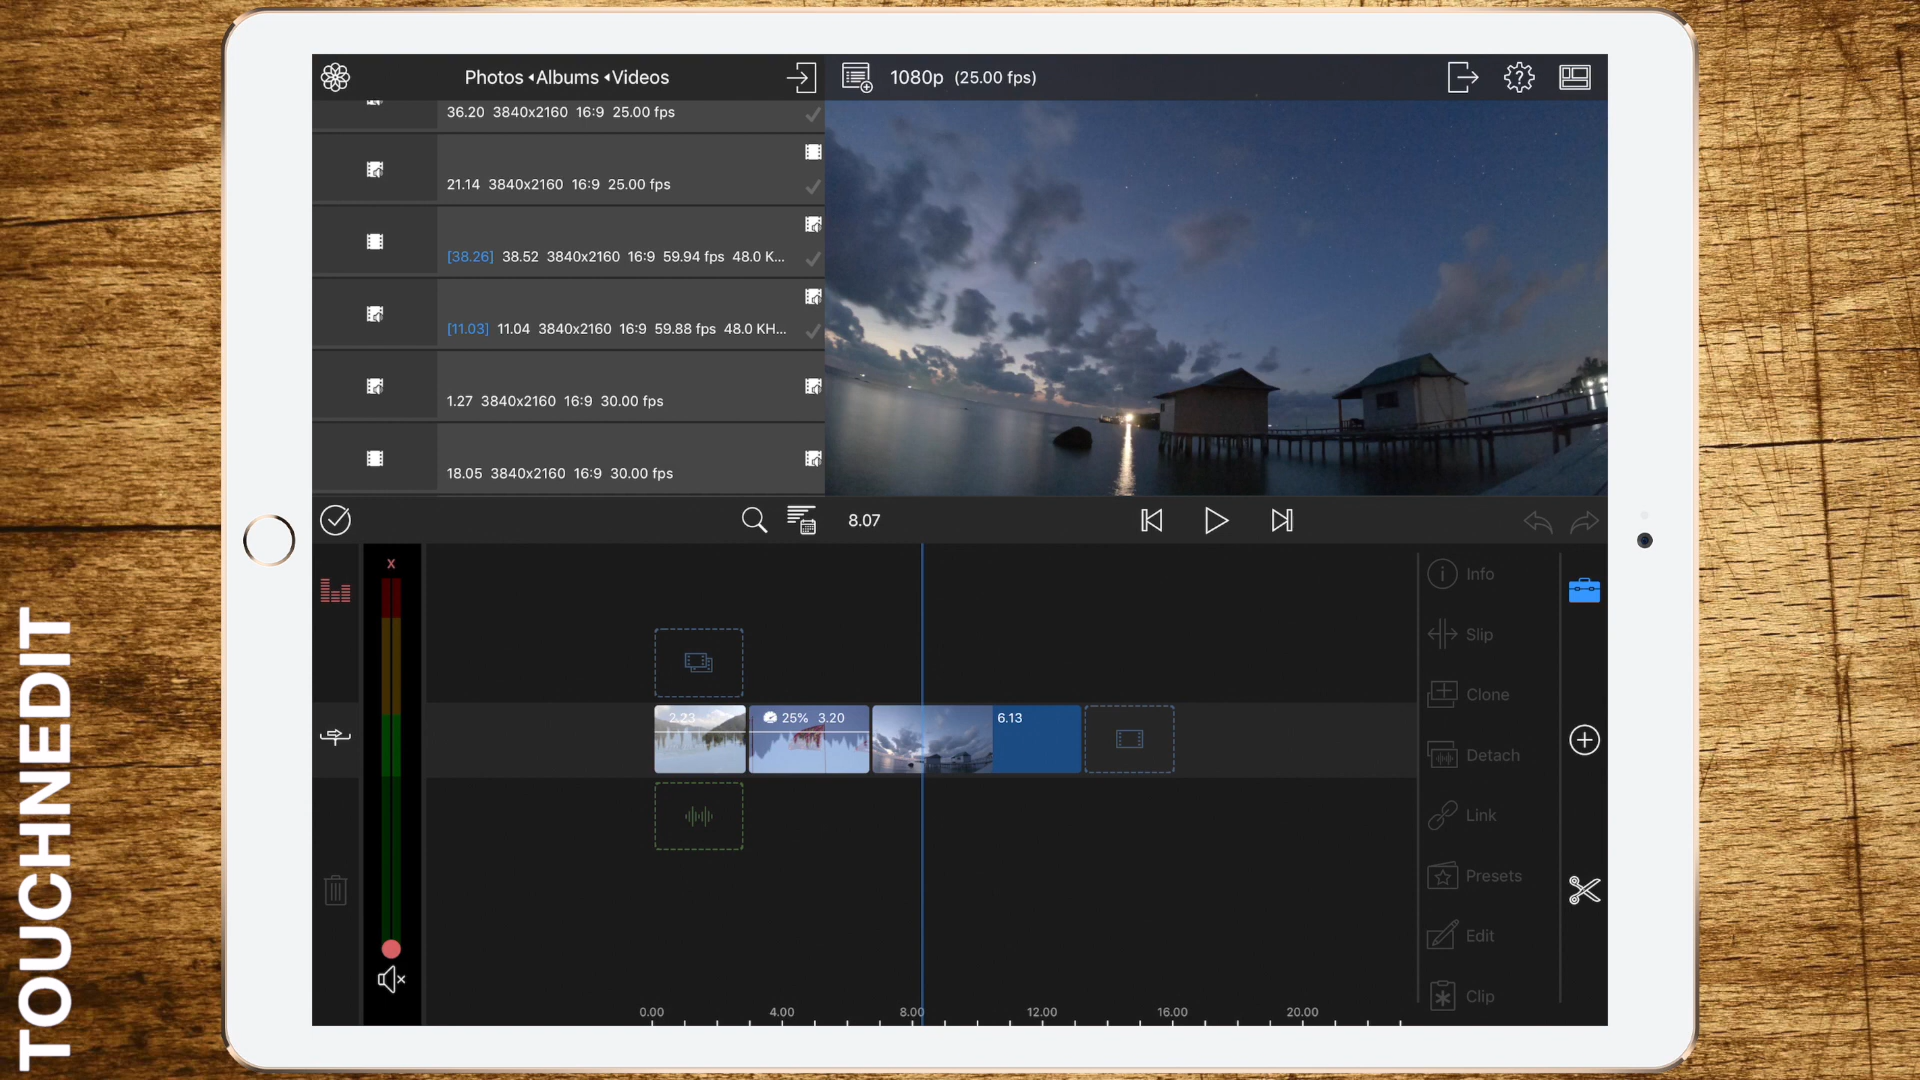 Photos ◂Albums ◂Videos
1080p (25.00 fps)
36.20 3840x2160 16:9 25.00 fps
21.14 3840x2160 16:9 25.00 fps
[38.26] 38.52 3840x2160 16:9 59.94 fps 48.0 K...
[11.03] 11.04 3840x2160 16:9 59.88 fps 48.0 KH...
1.27 3840x2160 16:9 30.00 fps
18.05 3840x2160 16:9 30.00 fps
8.07
X
Info
Slip
Clone
2.23
25% 3.20
6.13
Detach
Link
Presets
Edit
Clip
0.00 4.00 8.00 12.00 16.00 20.00
TOUCHNEDIT